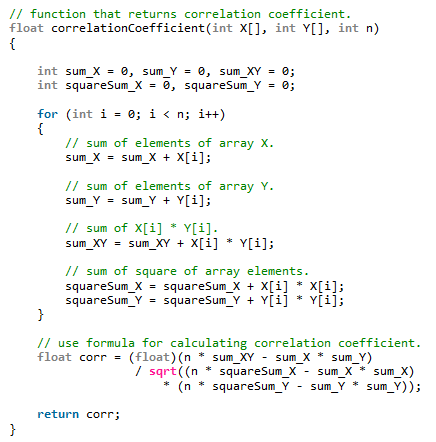 // function that returns correlation coefficient.
float correlationCoefficient(int X[], int Y[], int n)
{
int sum_X = 0, sum_Y = 0, sum_XY = 0;
int squareSum_X = 0, squareSum_Y = 0;
for (int i = 0; i < n; i++)
{
// sum of elements of array X.
sum_X = sum_X + X[i];
// sum of elements of array Y.
sum_Y = sum_Y + Y[i];
// sum of X[i] * Y[i].
sum_XY = sum_XY + X[i] * Y[i];
// sum of square of array elements.
squareSum_X = squareSum_X + X[i] * X[i];
squareSum_Y = squareSum_Y + Y[i] * Y[i];
}
// use formula for calculating correlation coefficient.
float corr = (float)(n * sum_XY - sum_X * sum_Y)
/ sqrt((n * squareSum_X - sum_X * sum_X)
* (n * squareSum_Y - sum_Y * sum_Y));
return corr;
}